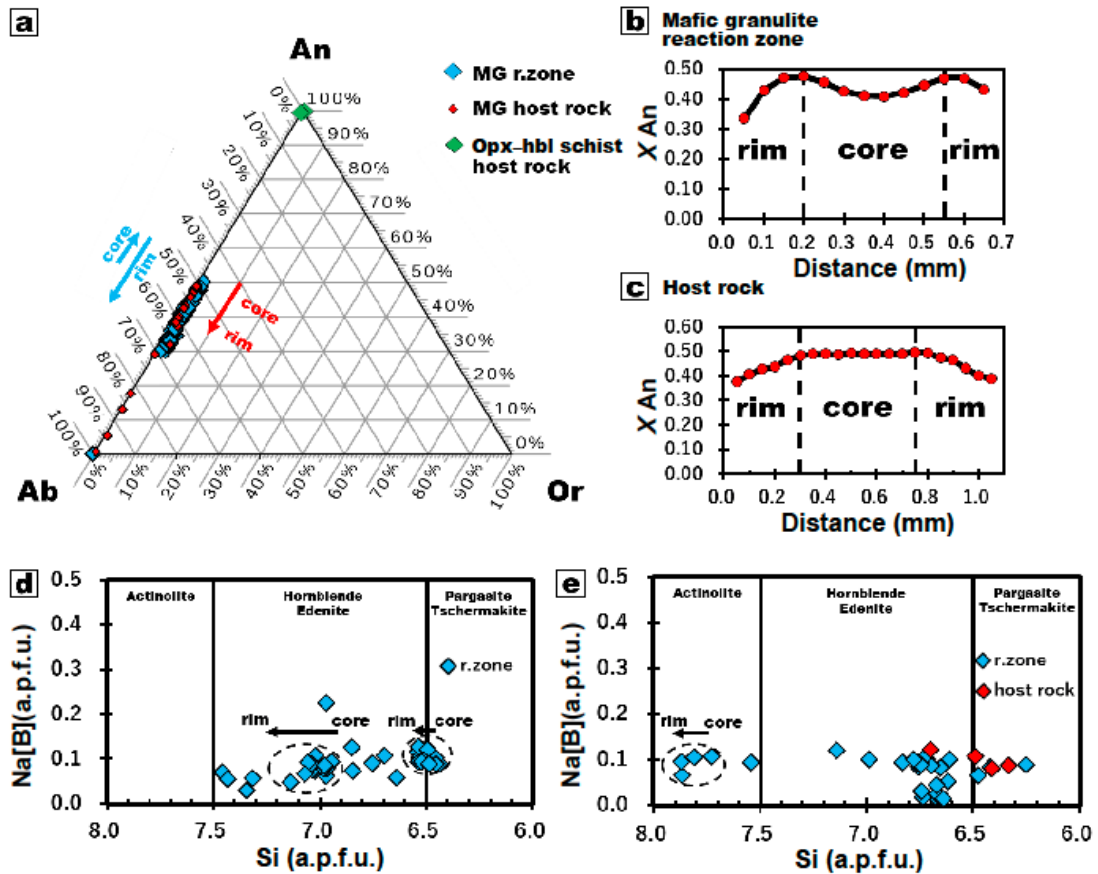 a
An
MG r.zone
MG host rock
Opx–hbl schist
host rock
0%
10%
20%
30%
40%
50%
60%
70%
80%
90%
100%
100%
90%
80%
70%
60%
50%
40%
30%
20%
10%
0%
0%
10%
20%
30%
40%
50%
60%
70%
80%
90%
100%
core
rim
core
rim
Ab
Or
b Mafic granulite
reaction zone
X An
0.50
0.40
0.30
0.20
0.10
0.00
rim core rim
0.0 0.1 0.2 0.3 0.4 0.5 0.6 0.7
Distance (mm)
c Host rock
X An
0.60
0.50
0.40
0.30
0.20
0.10
0.00
rim core rim
0.0 0.2 0.4 0.6 0.8 1.0
Distance (mm)
d
Na[B](a.p.f.u.)
0.5
0.4
0.3
0.2
0.1
0.0
Actinolite
Hornblende
Edenite
Pargasite
Tschermakite
r.zone
rim core
rim core
8.0 7.5 7.0 6.5 6.0
Si (a.p.f.u.)
e
Na[B](a.p.f.u.)
0.5
0.4
0.3
0.2
0.1
0.0
Actinolite
Hornblende
Edenite
Pargasite
Tschermakite
r.zone
host rock
rim core
8.0 7.5 7.0 6.5 6.0
Si (a.p.f.u.)